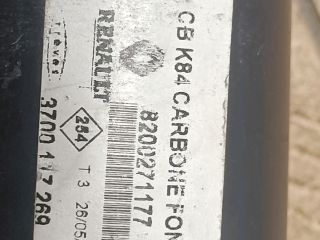 CB K84 CARBONE FON
8200271177
RENAULT
254
T 3
26/05
3700 117 269